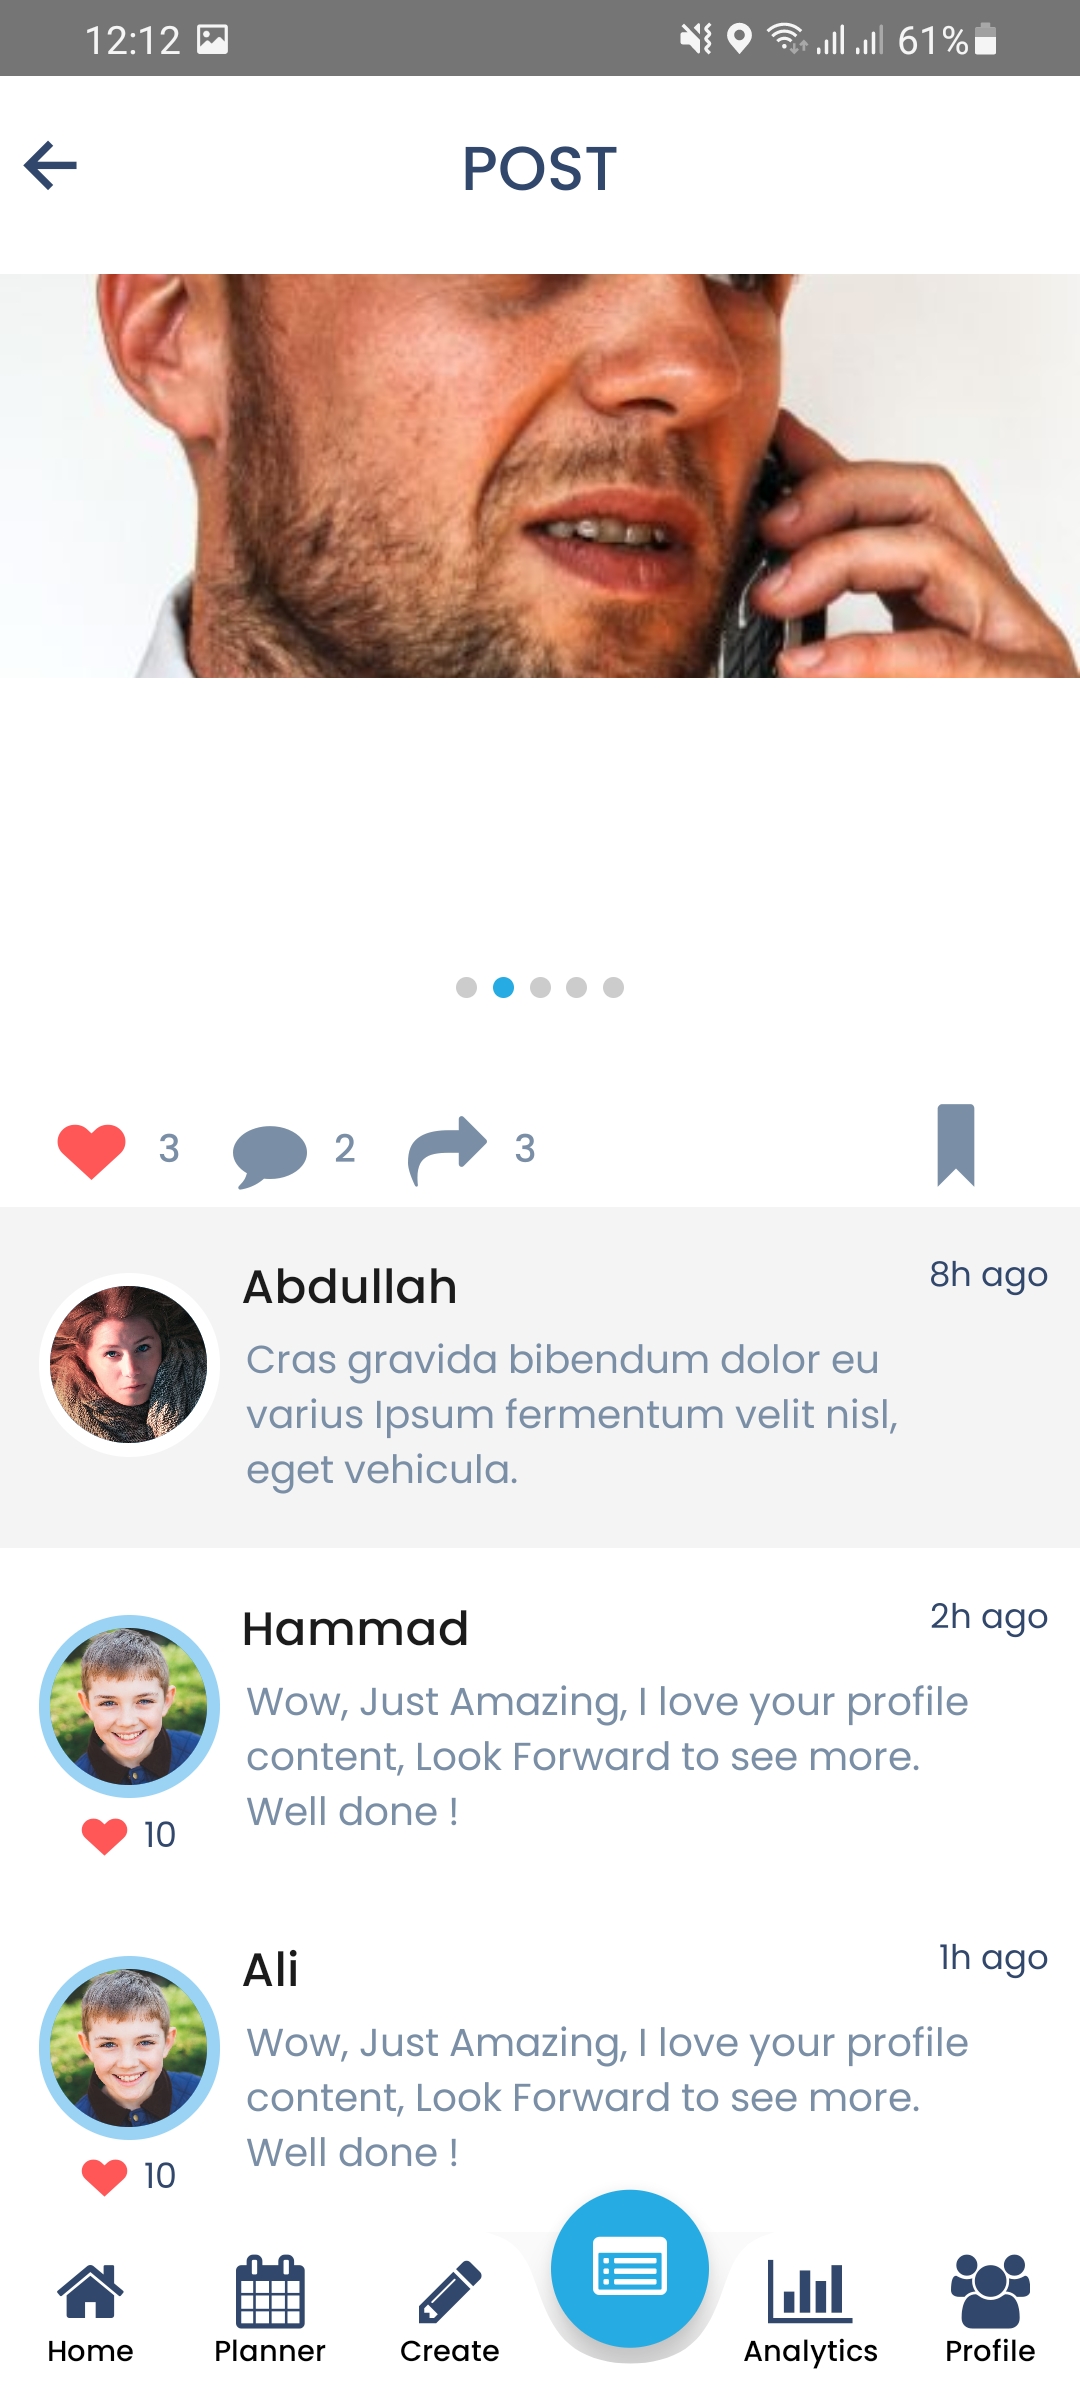 12:12
61%
POST
3
2
3
Abdullah
8h ago
Cras gravida bibendum dolor eu
varius Ipsum fermentum velit nisl,
eget vehicula.
Hammad
2h ago
Wow, Just Amazing, I love your profile
content, Look Forward to see more.
Well done !
10
Ali
1h ago
Wow, Just Amazing, I love your profile
content, Look Forward to see more.
Well done !
10
Home
Planner
Create
Analytics
Profile